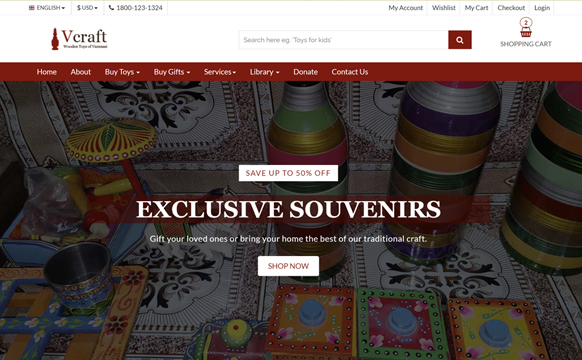 ENGLISH
$ USD
1800-123-1324
My Account
Wishlist
My Cart
Checkout
Login
Vcraft
Wooden Toys of Varanasi
Search here eg. 'Toys for kids'
2
SHOPPING CART
Home
About
Buy Toys
Buy Gifts
Services
Library
Donate
Contact Us
SAVE UP TO 50% OFF
EXCLUSIVE SOUVENIRS
Gift your loved ones or bring your home the best of our traditional craft.
SHOP NOW